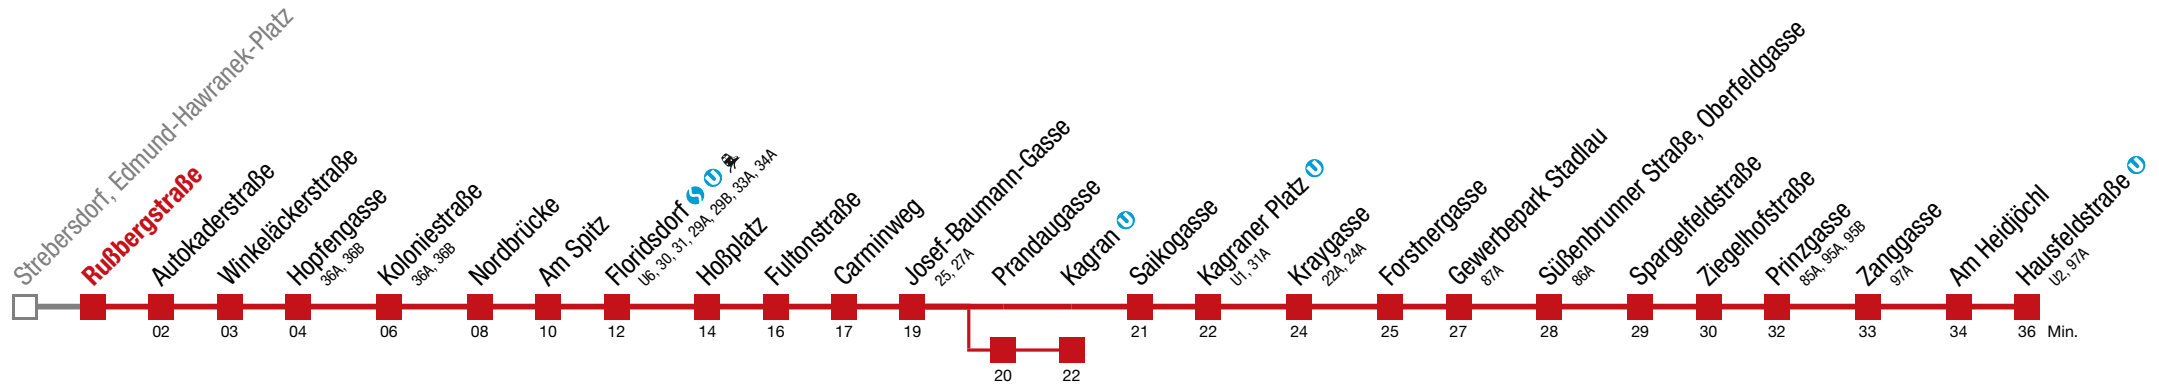 Strebersdorf, Edmund-Hawranek-Platz
Rußbergstraße
Autokaderstraße
Winkeläckerstraße
Hopfengasse
36A, 36B
Koloniestraße
36A, 36B
Nordbrücke
Am Spitz
Floridsdorf
U6, 30, 31, 29A, 29B, 33A, 34A
Hoßplatz
Fultonstraße
Carminweg
Josef-Baumann-Gasse
25, 27A
Prandaugasse
Kagran U
Saikogasse
Kagraner Platz U
U1, 31A
Kraygasse
22A, 24A
Forstnergasse
Gewerbepark Stadlau
87A
Süßenbrunner Straße, Oberfeldgasse
86A
Spargelfeldstraße
Ziegelhofstraße
Prinzgasse
85A, 95A, 95B
Zanggasse
97A
Am Heidjöchl
Hausfeldstraße U
U2, 97A
02 03 04 06 08 10 12 14 16 17 19 21 22 24 25 27 28 29 30 32 33 34 36 Min.
20 22